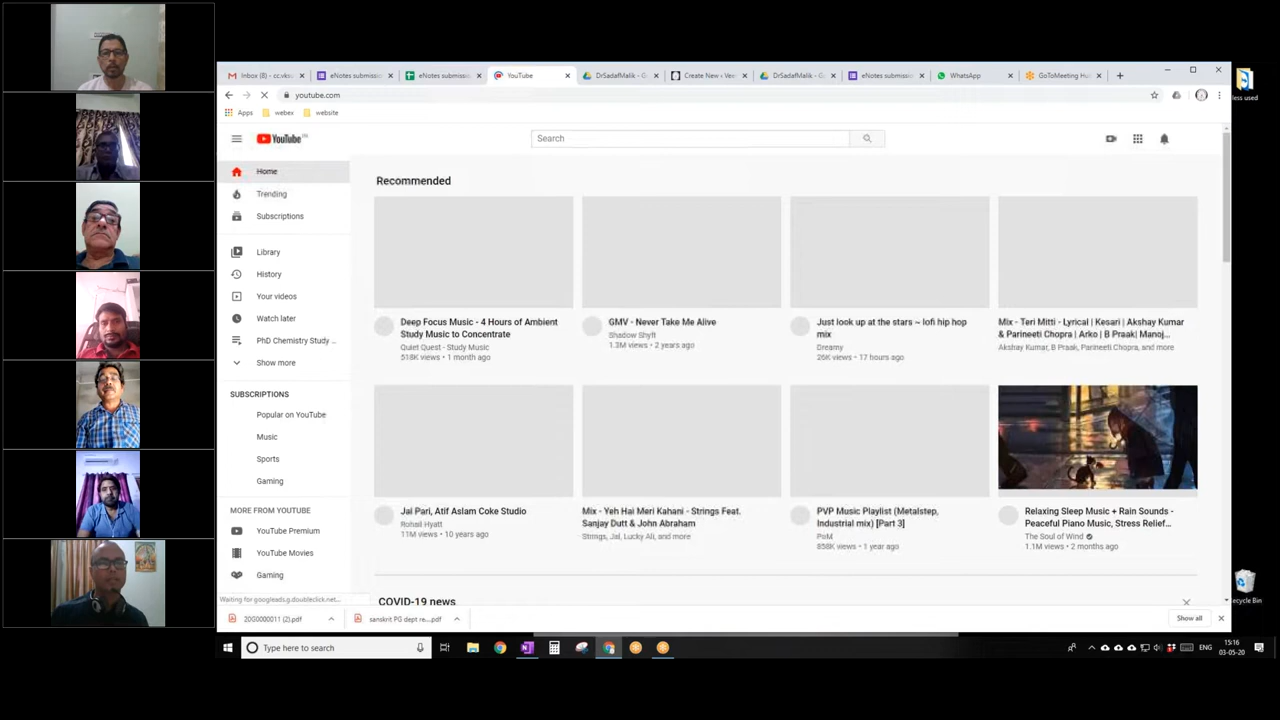 Inbox (8) - cc.vksu
eNotes submissi
eNotes submissi
YouTube
DrSadafMalik - G
Create New ‹ Ve
DrSadafMalik - G
eNotes submissi
WhatsApp
GoToMeeting Hu
youtube.com
Apps
webex
website
YouTube
Search
Home
Trending
Subscriptions
Library
History
Your videos
Watch later
PhD Chemistry Study ...
Show more
SUBSCRIPTIONS
Popular on YouTube
Music
Sports
Gaming
MORE FROM YOUTUBE
YouTube Premium
YouTube Movies
Gaming
Recommended
Deep Focus Music - 4 Hours of Ambient
Study Music to Concentrate
Quiet Quest - Study Music
518K views • 1 month ago
GMV - Never Take Me Alive
Shadow Shyft
1.3M views • 2 years ago
Just look up at the stars ~ lofi hip hop
mix
Dreamy
26K views • 17 hours ago
Mix - Teri Mitti - Lyrical | Kesari | Akshay Kumar
& Parineeti Chopra | Arko | B Praak| Manoj...
Akshay Kumar, B Praak, Parineeti Chopra, and more
Jal Pari, Atif Aslam Coke Studio
Rohail Hyatt
11M views • 10 years ago
Mix - Yeh Hai Meri Kahani - Strings Feat.
Sanjay Dutt & John Abraham
Strings, Jal, Lucky Ali, and more
PVP Music Playlist (Metalstep,
Industrial mix) [Part 3]
PoM
858K views • 1 year ago
Relaxing Sleep Music + Rain Sounds -
Peaceful Piano Music, Stress Relief...
The Soul of Wind
1.1M views • 2 months ago
COVID-19 news
Waiting for googleads.g.doubleclick.net...
20G0000011 (2).pdf
sanskrit PG dept re....pdf
Show all
Type here to search
ENG
15:16
03-05-20
less used
ecycle Bin